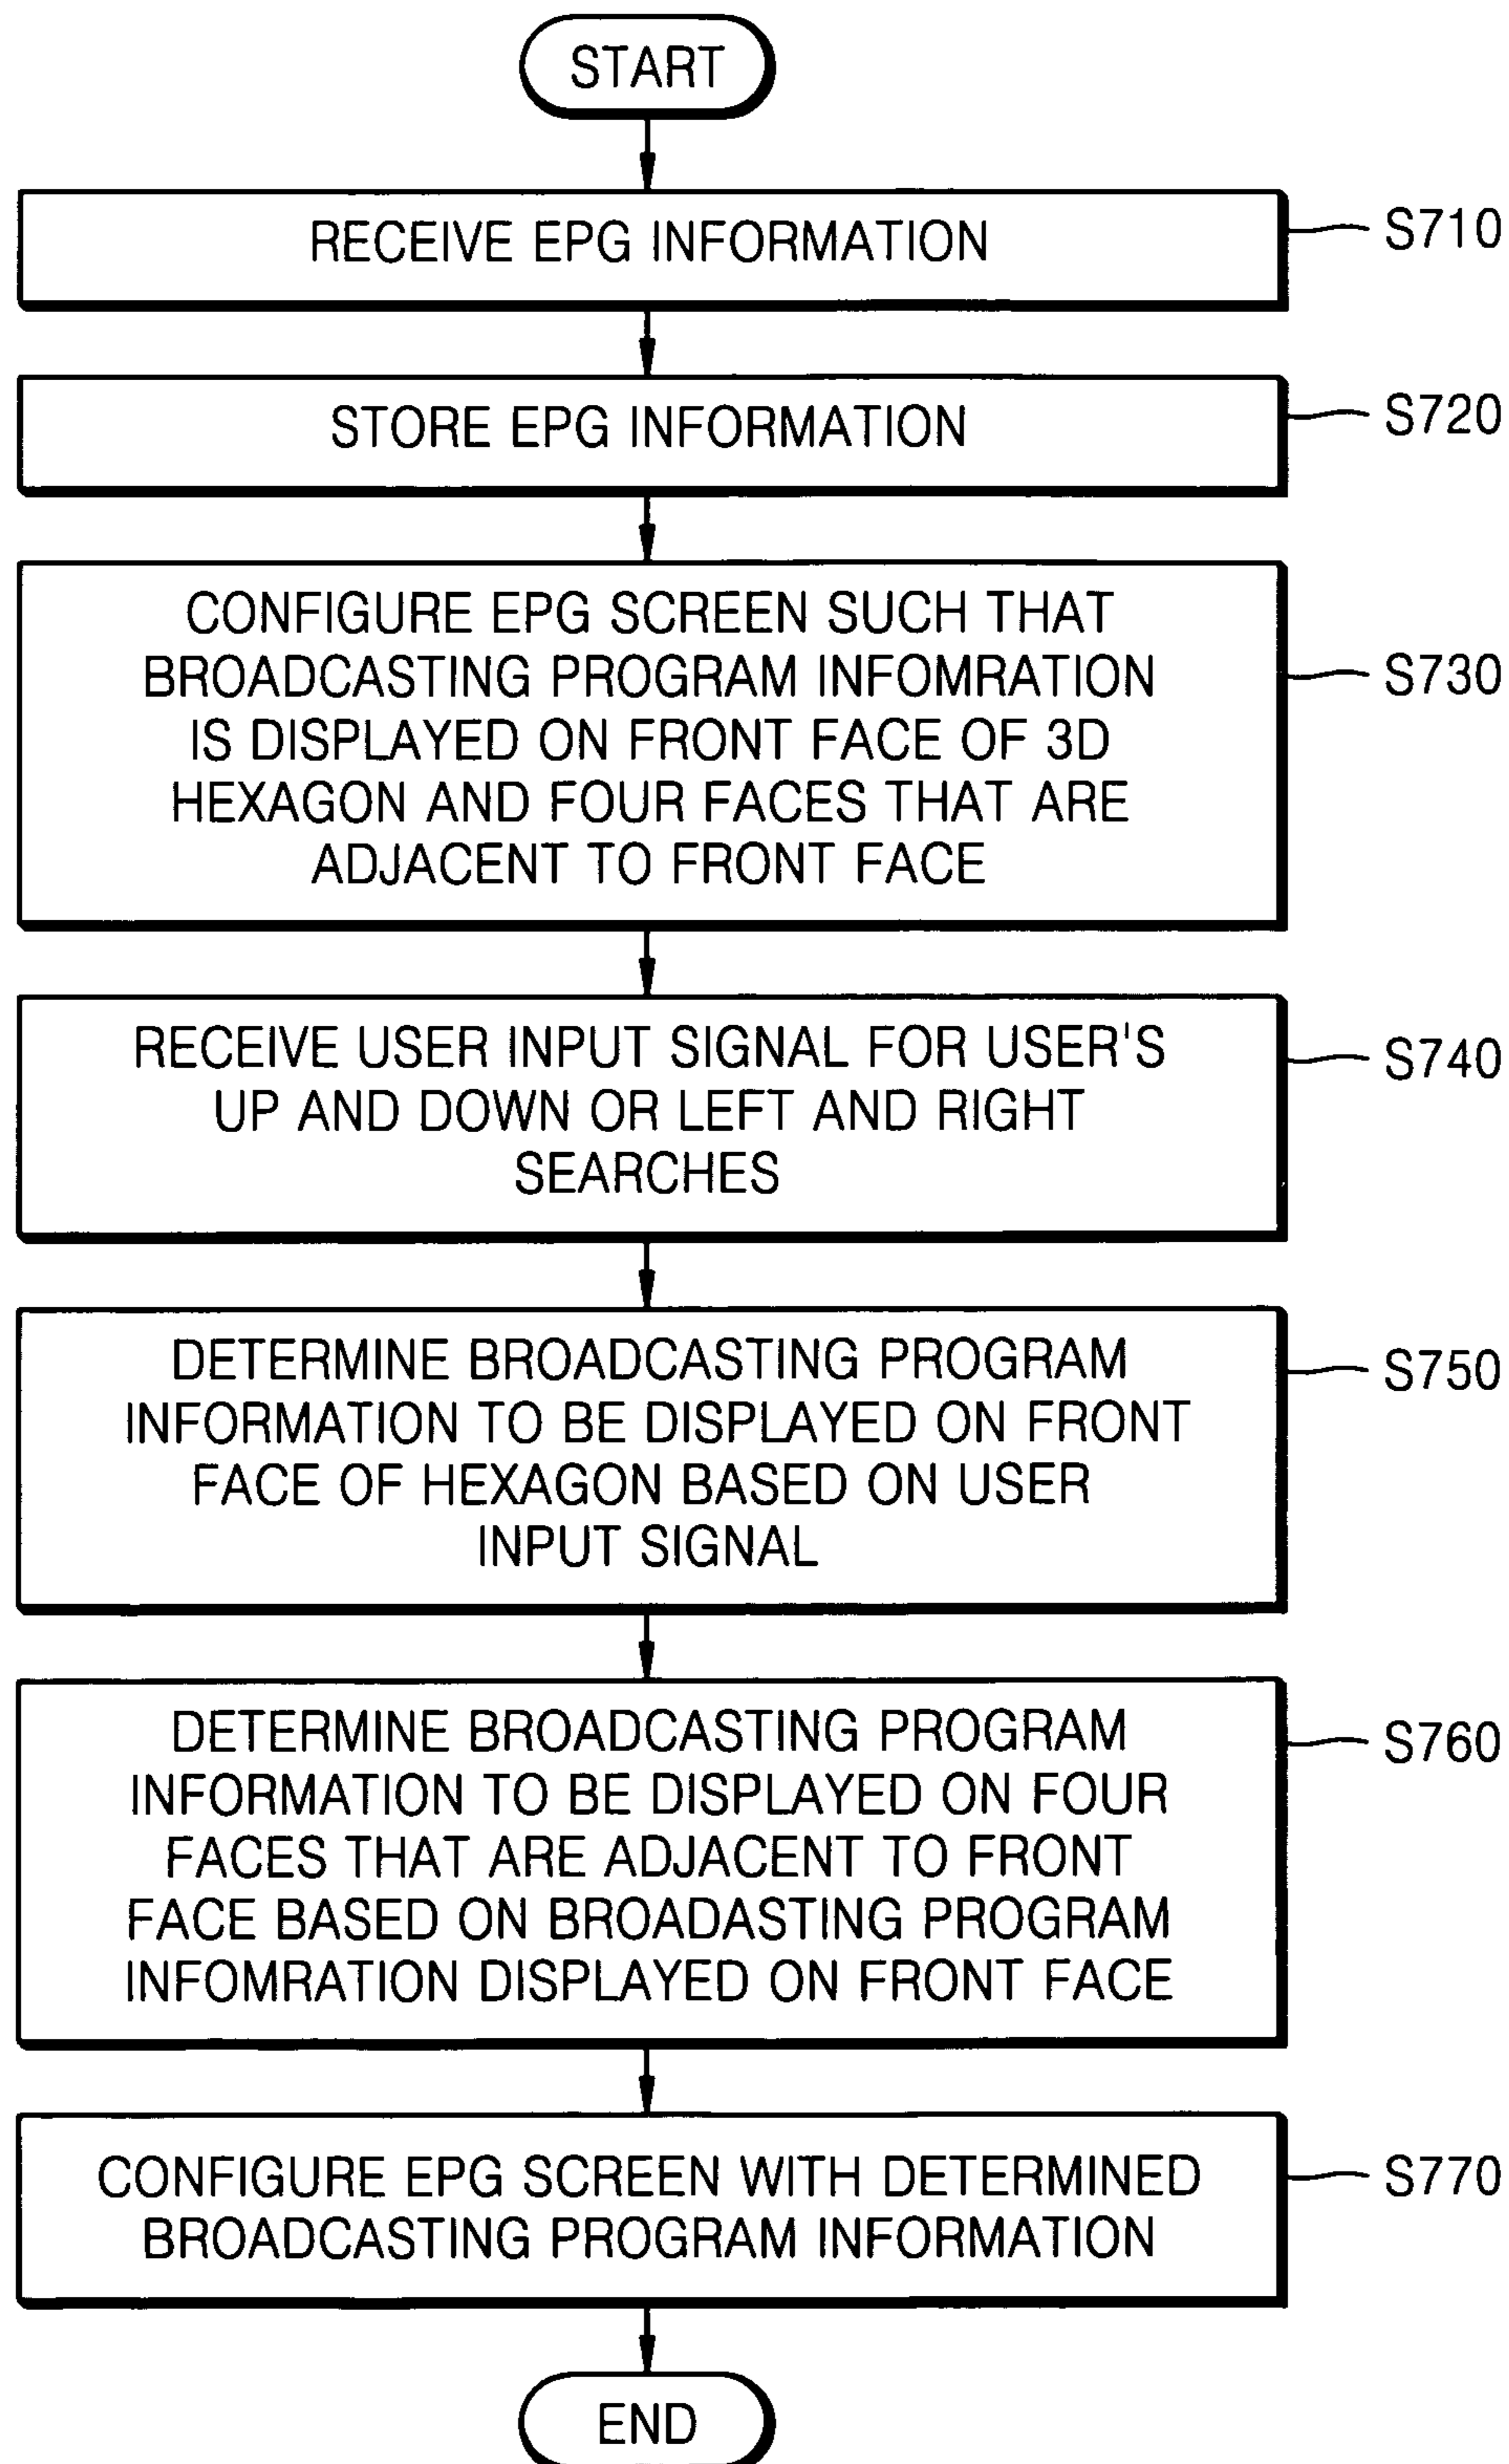 START
RECEIVE EPG INFORMATION
S710
STORE EPG INFORMATION
S720
CONFIGURE EPG SCREEN SUCH THAT
BROADCASTING PROGRAM INFOMRATION
IS DISPLAYED ON FRONT FACE OF 3D
HEXAGON AND FOUR FACES THAT ARE
ADJACENT TO FRONT FACE
S730
RECEIVE USER INPUT SIGNAL FOR USER'S
UP AND DOWN OR LEFT AND RIGHT
SEARCHES
S740
DETERMINE BROADCASTING PROGRAM
INFORMATION TO BE DISPLAYED ON FRONT
FACE OF HEXAGON BASED ON USER
INPUT SIGNAL
S750
DETERMINE BROADCASTING PROGRAM
INFORMATION TO BE DISPLAYED ON FOUR
FACES THAT ARE ADJACENT TO FRONT
FACE BASED ON BROADASTING PROGRAM
INFOMRATION DISPLAYED ON FRONT FACE
S760
CONFIGURE EPG SCREEN WITH DETERMINED
BROADCASTING PROGRAM INFORMATION
S770
END